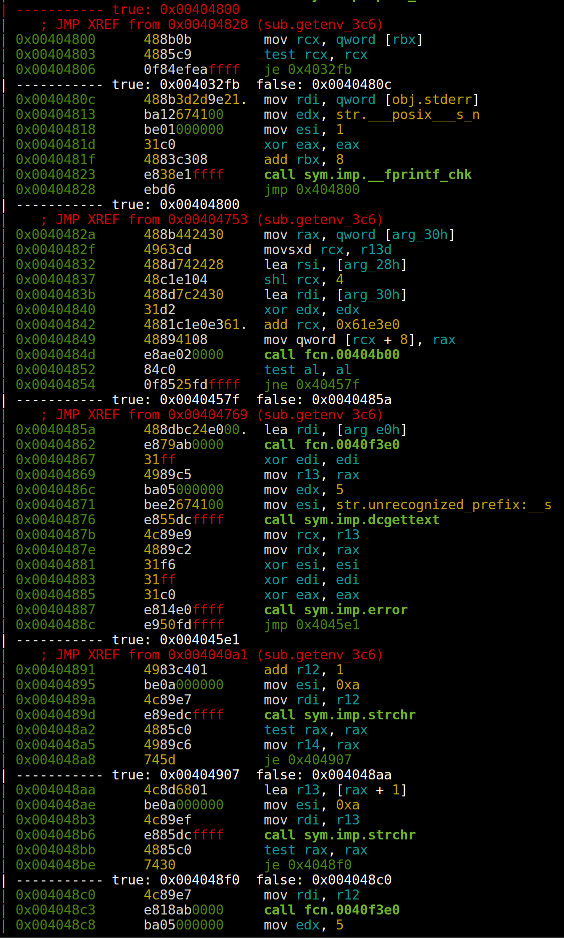 | ----------- true: 0x00404800
| ; JMP XREF from 0x00404828 (sub.getenv_3c6)
| 0x00404800 488b0b mov rcx, qword [rbx]
| 0x00404803 4885c9 test rcx, rcx
| 0x00404806 0f84efeaffff je 0x4032fb
| ----------- true: 0x004032fb false: 0x0040480c
| 0x0040480c 488b3d2d9e21. mov rdi, qword [obj.stderr]
| 0x00404813 ba12674100 mov edx, str.___posix___s_n
| 0x00404818 be01000000 mov esi, 1
| 0x0040481d 31c0 xor eax, eax
| 0x0040481f 4883c308 add rbx, 8
| 0x00404823 e838e1ffff call sym.imp.__fprintf_chk
| 0x00404828 ebd6 jmp 0x404800
| ----------- true: 0x00404800
| ; JMP XREF from 0x00404753 (sub.getenv_3c6)
| 0x0040482a 488b442430 mov rax, qword [arg_30h]
| 0x0040482f 4963cd movsxd rcx, r13d
| 0x00404832 488d742428 lea rsi, [arg_28h]
| 0x00404837 48c1e104 shl rcx, 4
| 0x0040483b 488d7c2430 lea rdi, [arg_30h]
| 0x00404840 31d2 xor edx, edx
| 0x00404842 4881c1e0e361. add rcx, 0x61e3e0
| 0x00404849 48894108 mov qword [rcx + 8], rax
| 0x0040484d e8ae020000 call fcn.00404b00
| 0x00404852 84c0 test al, al
| 0x00404854 0f8525fdffff jne 0x40457f
| ----------- true: 0x0040457f false: 0x0040485a
| ; JMP XREF from 0x00404769 (sub.getenv_3c6)
| 0x0040485a 488dbc24e000. lea rdi, [arg_e0h]
| 0x00404862 e879ab0000 call fcn.0040f3e0
| 0x00404867 31ff xor edi, edi
| 0x00404869 4989c5 mov r13, rax
| 0x0040486c ba05000000 mov edx, 5
| 0x00404871 bee2674100 mov esi, str.unrecognized_prefix:__s
| 0x00404876 e855dcffff call sym.imp.dcgettext
| 0x0040487b 4c89e9 mov rcx, r13
| 0x0040487e 4889c2 mov rdx, rax
| 0x00404881 31f6 xor esi, esi
| 0x00404883 31ff xor edi, edi
| 0x00404885 31c0 xor eax, eax
| 0x00404887 e814e0ffff call sym.imp.error
| 0x0040488c e950fdffff jmp 0x4045e1
| ----------- true: 0x004045e1
| ; JMP XREF from 0x004040a1 (sub.getenv_3c6)
| 0x00404891 4983c401 add r12, 1
| 0x00404895 be0a000000 mov esi, 0xa
| 0x0040489a 4c89e7 mov rdi, r12
| 0x0040489d e89edcffff call sym.imp.strchr
| 0x004048a2 4885c0 test rax, rax
| 0x004048a5 4989c6 mov r14, rax
| 0x004048a8 745d je 0x404907
| ----------- true: 0x00404907 false: 0x004048aa
| 0x004048aa 4c8d6801 lea r13, [rax + 1]
| 0x004048ae be0a000000 mov esi, 0xa
| 0x004048b3 4c89ef mov rdi, r13
| 0x004048b6 e885dcffff call sym.imp.strchr
| 0x004048bb 4885c0 test rax, rax
| 0x004048be 7430 je 0x4048f0
| ----------- true: 0x004048f0 false: 0x004048c0
| 0x004048c0 4c89e7 mov rdi, r12
| 0x004048c3 e818ab0000 call fcn.0040f3e0
| 0x004048c8 ba05000000 mov edx, 5